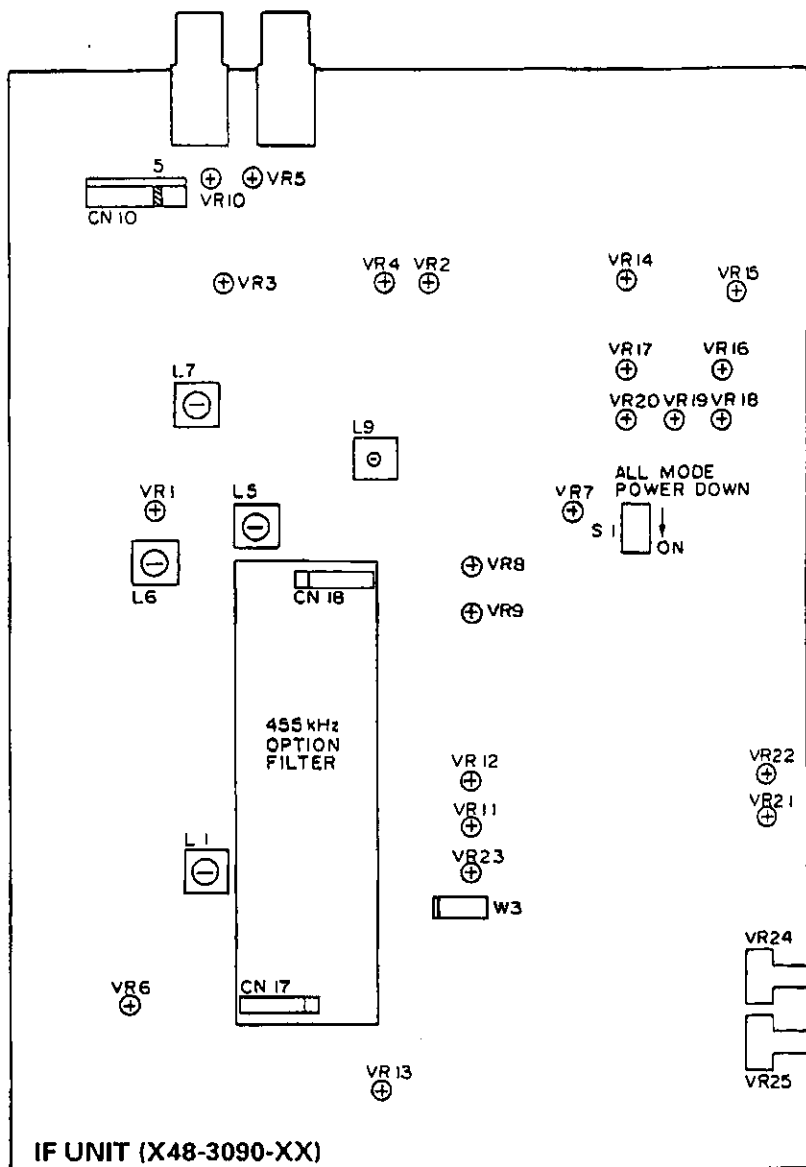 5
CN 10
VR10
VR5
VR3
VR4
VR2
VR14
VR15
VR17
VR16
L7
VR20
VR19
VR18
L9
ALL MODE
POWER DOWN
VR1
L5
VR7
S1
ON
L6
CN 18
VR8
VR9
455kHz
OPTION
FILTER
VR12
VR22
VR11
VR21
L1
VR23
W3
VR24
VR6
CN 17
VR13
VR25
IF UNIT (X48-3090-XX)